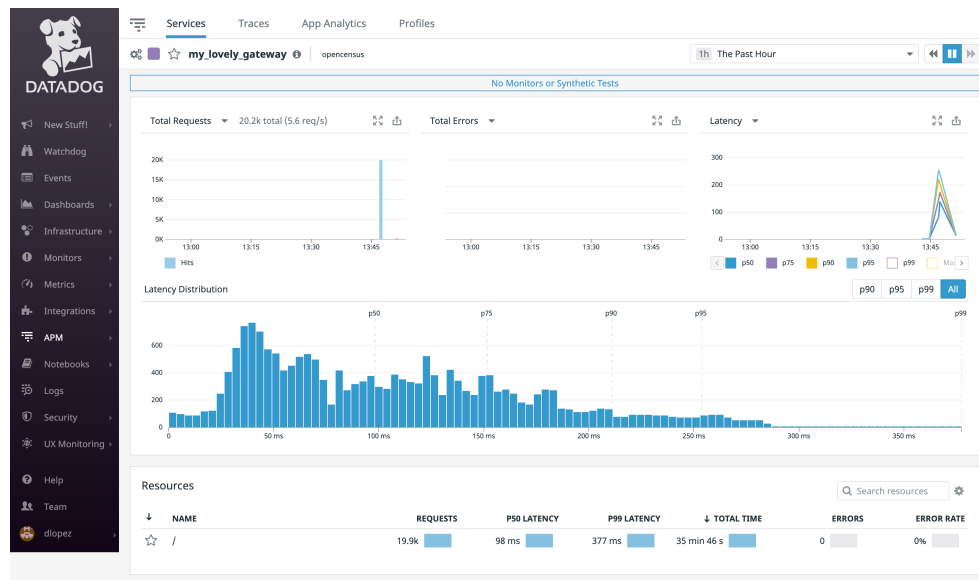 DATADOG
New Stuff!
Watchdog
Events
Dashboards
Infrastructure
Monitors
Metrics
Integrations
APM
Notebooks
Logs
Security
UX Monitoring
Help
Team
dlopez
Services Traces App Analytics Profiles
my_lovely_gateway opencensus 1h The Past Hour
No Monitors or Synthetic Tests
Total Requests 20.2k total (5.6 req/s)
20K
15K
10K
5K
0K
13:00 13:15 13:30 13:45
Hits
Total Errors
13:00 13:15 13:30 13:45
Latency
300
200
100
0
13:00 13:15 13:30 13:45
p50 p75 p90 p95 p99
Latency Distribution p90 p95 p99 All
p50 p75 p90 p95 p99
600
400
200
0
0 50 ms 100 ms 150 ms 200 ms 250 ms 300 ms 350 ms
Resources Search resources
NAME REQUESTS P50 LATENCY P99 LATENCY ↓ TOTAL TIME ERRORS ERROR RATE
/ 19.9k 98 ms 377 ms 35 min 46 s 0 0%